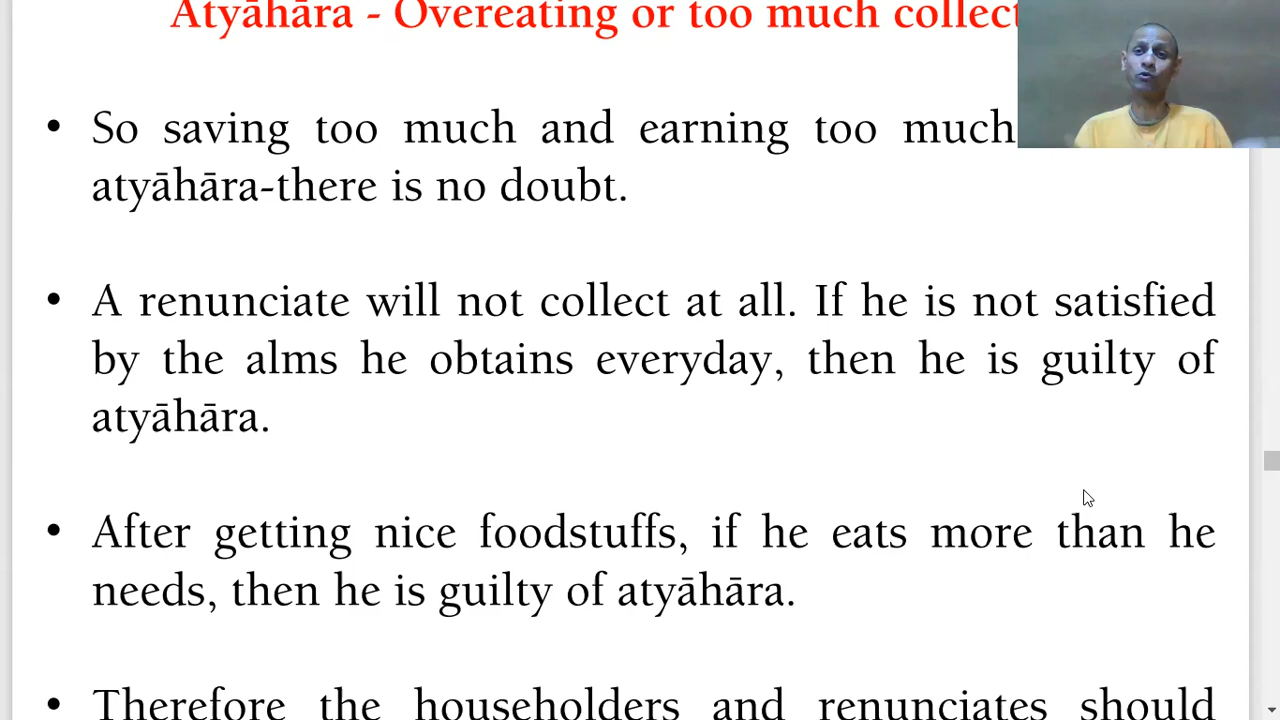 Atyāhāra - Overeating or too much collect
• So saving too much and earning too much
atyāhāra-there is no doubt.
• A renunciate will not collect at all. If he is not satisfied
by the alms he obtains everyday, then he is guilty of
atyāhāra.
• After getting nice foodstuffs, if he eats more than he
needs, then he is guilty of atyāhāra.
• Therefore the householders and renunciates should